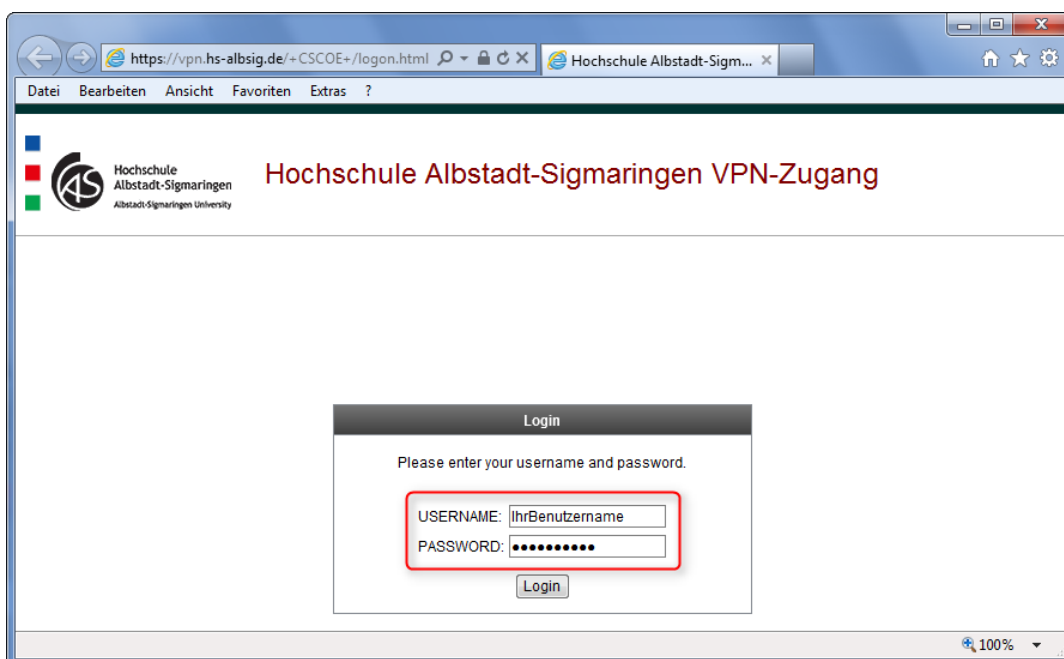 https://vpn.hs-albsig.de/+CSCOE+/logon.html
Hochschule Albstadt-Sigm...
Datei Bearbeiten Ansicht Favoriten Extras ?
Hochschule
Albstadt-Sigmaringen
Albstadt-Sigmaringen University
Hochschule Albstadt-Sigmaringen VPN-Zugang
Login
Please enter your username and password.
USERNAME: IhrBenutzername
PASSWORD: ••••••••••
Login
100%